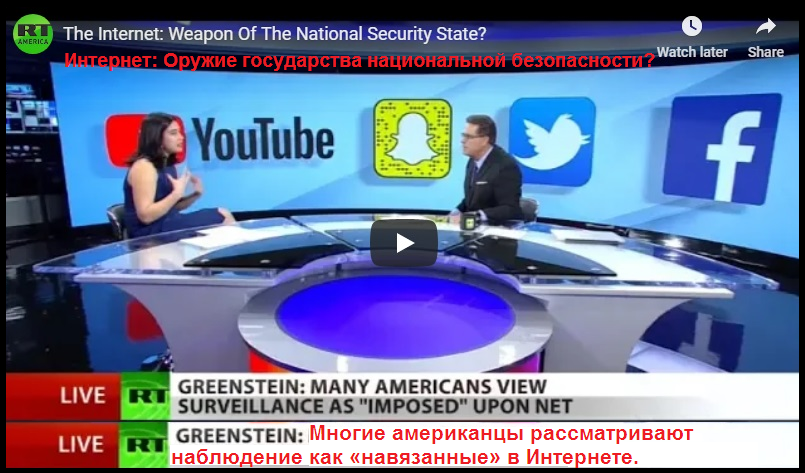 RT
AMERICA
The Internet: Weapon Of The National Security State?
Watch later
Share
Интернет: Оружие государства национальной безопасности?
YouTube
f
LIVE
RT
GREENSTEIN: MANY AMERICANS VIEW
SURVEILLANCE AS "IMPOSED" UPON NET
LIVE
RT
GREENSTEIN: Многие американцы рассматривают
наблюдение как «навязанные» в Интернете.